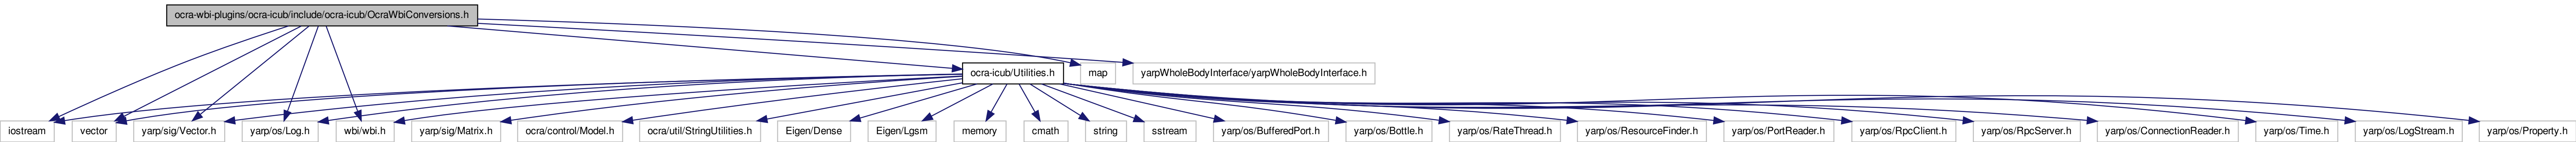 ocra-wbi-plugins/ocra-icub/include/ocra-icub/OcraWbiConversions.h
ocra-icub/Utilities.h
map
yarpWholeBodyInterface/yarpWholeBodyInterface.h
iostream
vector
yarp/sig/Vector.h
yarp/os/Log.h
wbi/wbi.h
yarp/sig/Matrix.h
ocra/control/Model.h
ocra/util/StringUtilities.h
Eigen/Dense
Eigen/Lgsm
memory
cmath
string
sstream
yarp/os/BufferedPort.h
yarp/os/Bottle.h
yarp/os/RateThread.h
yarp/os/ResourceFinder.h
yarp/os/PortReader.h
yarp/os/RpcClient.h
yarp/os/RpcServer.h
yarp/os/ConnectionReader.h
yarp/os/Time.h
yarp/os/LogStream.h
yarp/os/Property.h